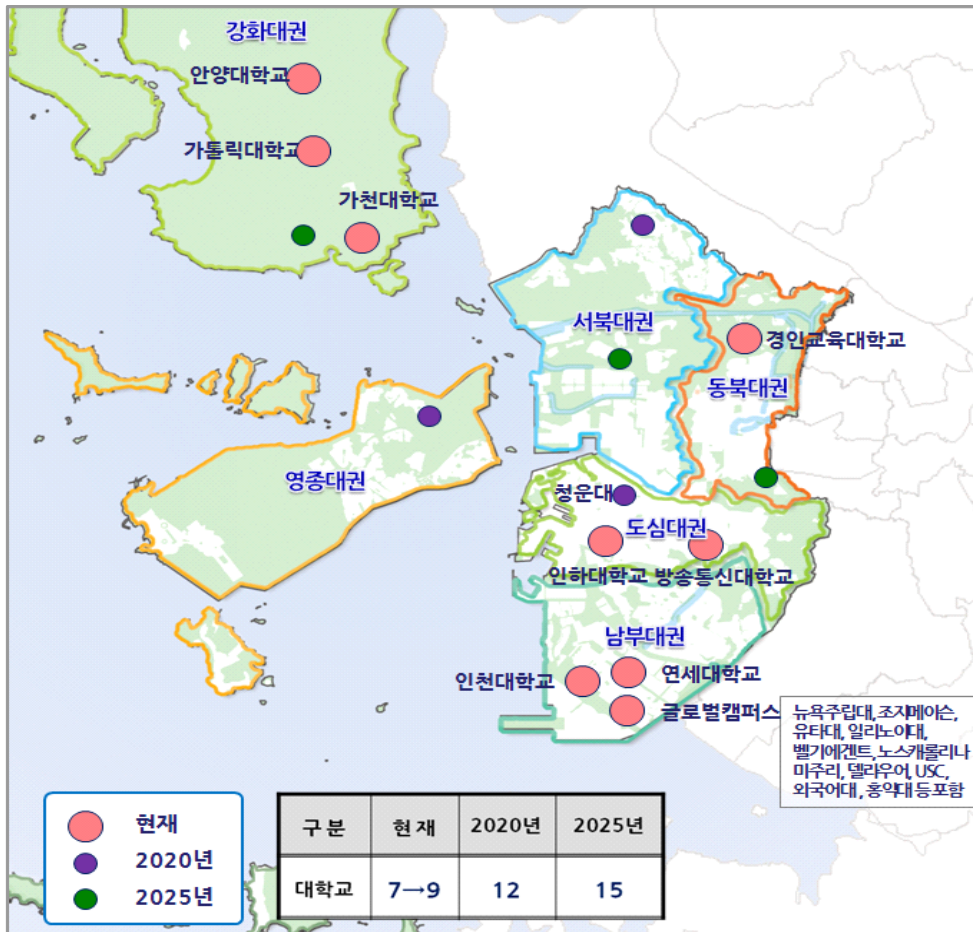 강화대권
안양대학교
가톨릭대학교
가천대학교
서북대권
경인교육대학교
동북대권
영종대권
청운대
도심대권
인하대학교 방송통신대학교
남부대권
연세대학교
인천대학교
글로벌캠퍼스
뉴욕주립대, 조지메이슨,
유타대, 일리노이대,
벨기에겐트, 노스캐롤리나
미주리, 델라우어, USC,
외국어대, 홍익대 등포함
현재
2020년
2025년
구분 현재 2020년 2025년
대학교 7→9 12 15